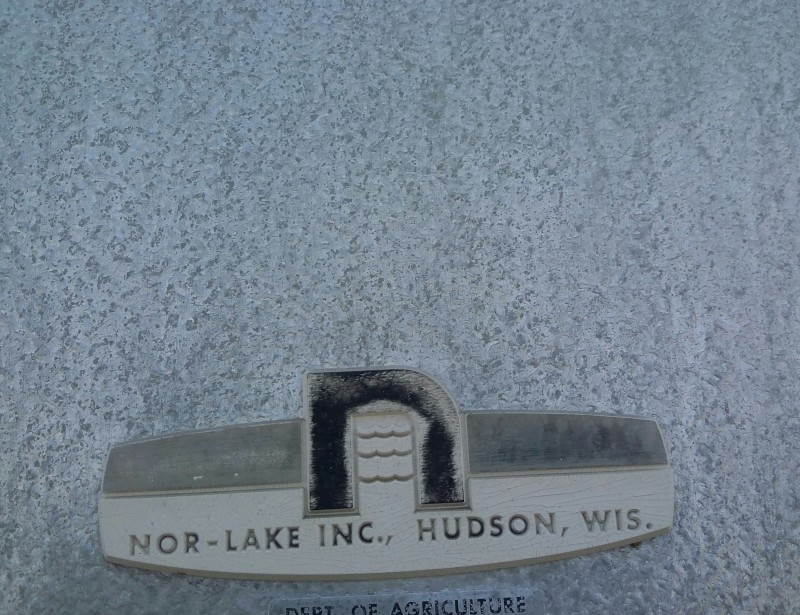 n
NOR-LAKE INC., HUDSON, WIS.
DEPT. OF AGRICULTURE